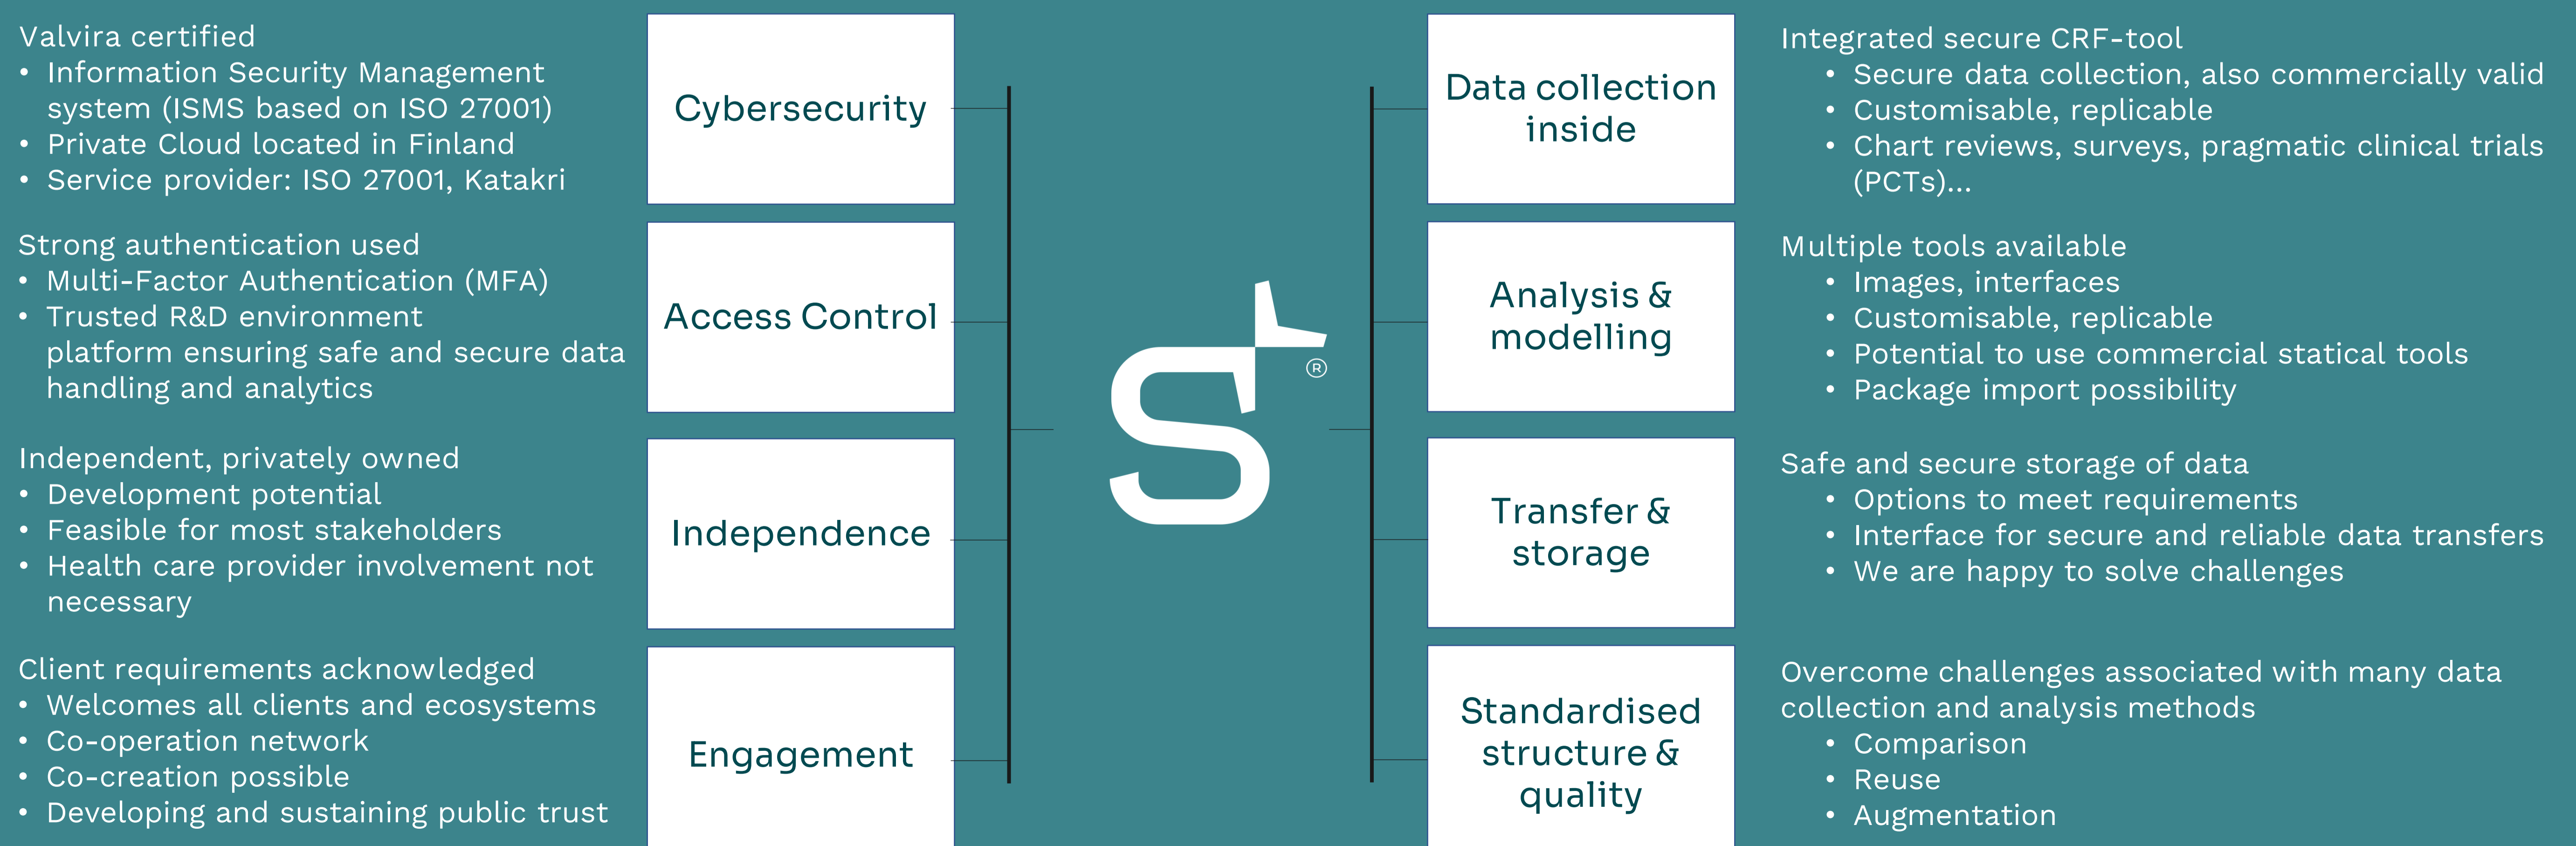 Valvira certified
• Information Security Management
system (ISMS based on ISO 27001)
• Private Cloud located in Finland
• Service provider: ISO 27001, Katakri
Cybersecurity
Strong authentication used
• Multi-Factor Authentication (MFA)
• Trusted R&D environment
platform ensuring safe and secure data
handling and analytics
Access Control
Independent, privately owned
• Development potential
• Feasible for most stakeholders
• Health care provider involvement not
necessary
Independence
Client requirements acknowledged
• Welcomes all clients and ecosystems
• Co-operation network
• Co-creation possible
• Developing and sustaining public trust
Engagement
S
®
Data collection
inside
Integrated secure CRF-tool
• Secure data collection, also commercially valid
• Customisable, replicable
• Chart reviews, surveys, pragmatic clinical trials
(PCTs)...
Analysis &
modelling
Multiple tools available
• Images, interfaces
• Customisable, replicable
• Potential to use commercial statical tools
• Package import possibility
Transfer &
storage
Safe and secure storage of data
• Options to meet requirements
• Interface for secure and reliable data transfers
• We are happy to solve challenges
Standardised
structure &
quality
Overcome challenges associated with many data
collection and analysis methods
• Comparison
• Reuse
• Augmentation